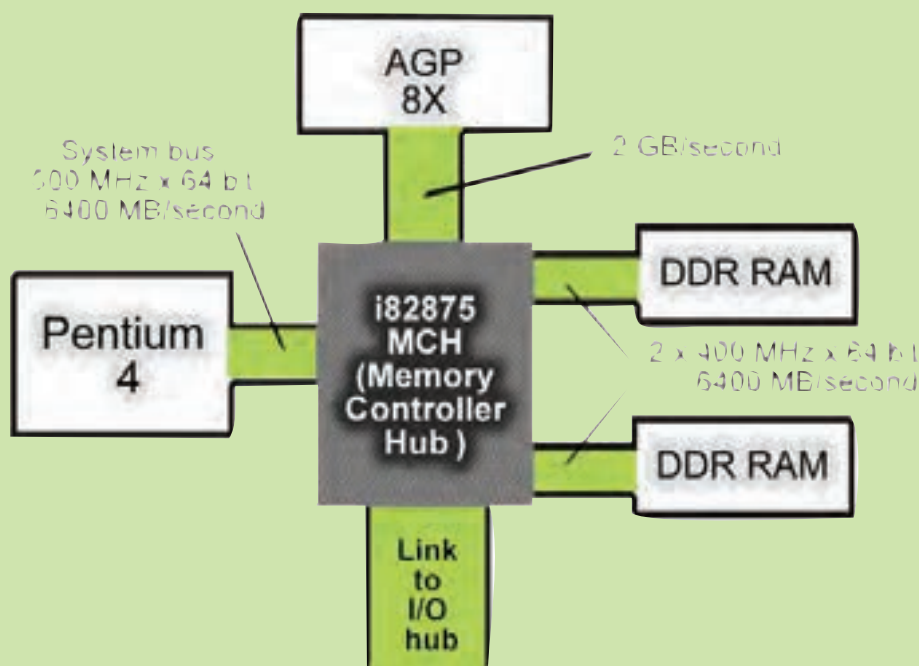 AGP
8X
System bus
MHz x 64 bit
6400 MB/second
2 GB/second
Pentium
4
i82875
MCH
(Memory
Controller
Hub )
DDR RAM
2 x 400 MHz x 64 bit
6400 MB/second
DDR RAM
Link
to
I/O
hub